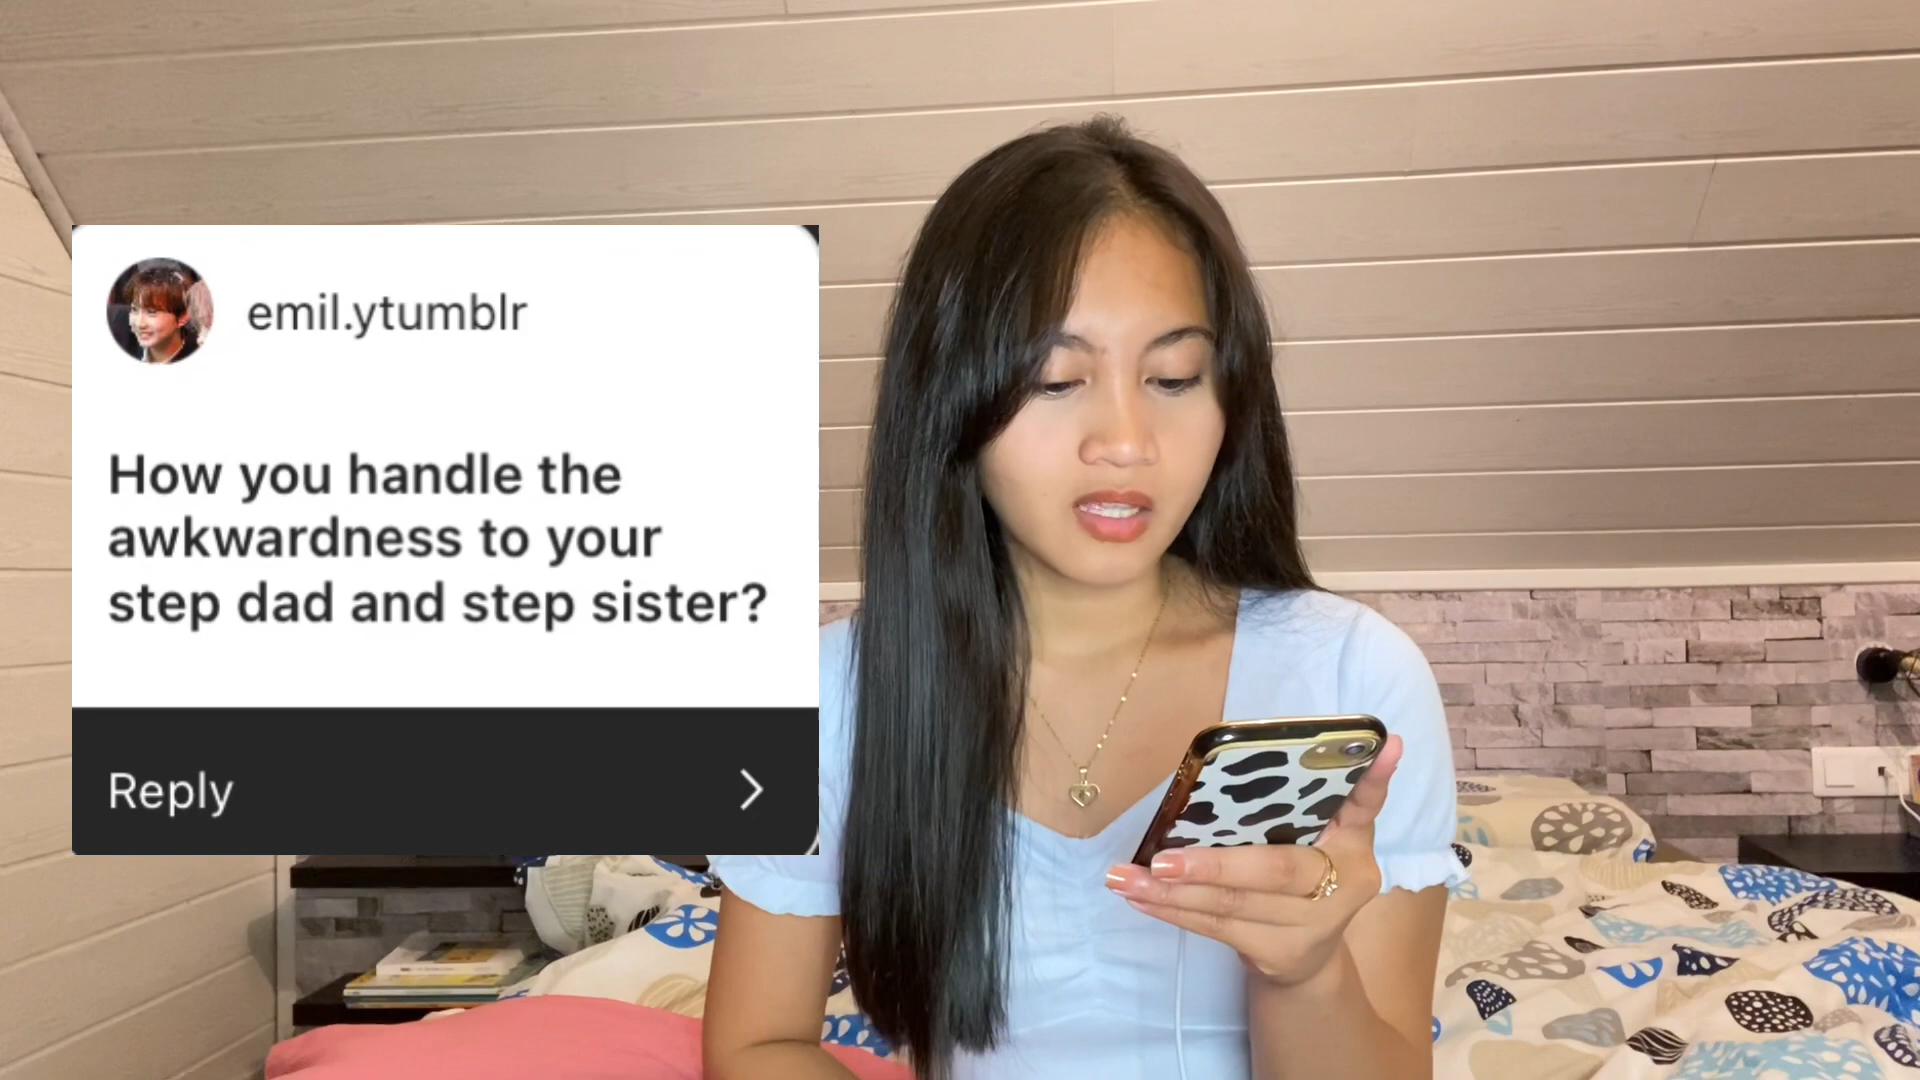 emil.ytumblr
How you handle the
awkwardness to your
step dad and step sister?
Reply